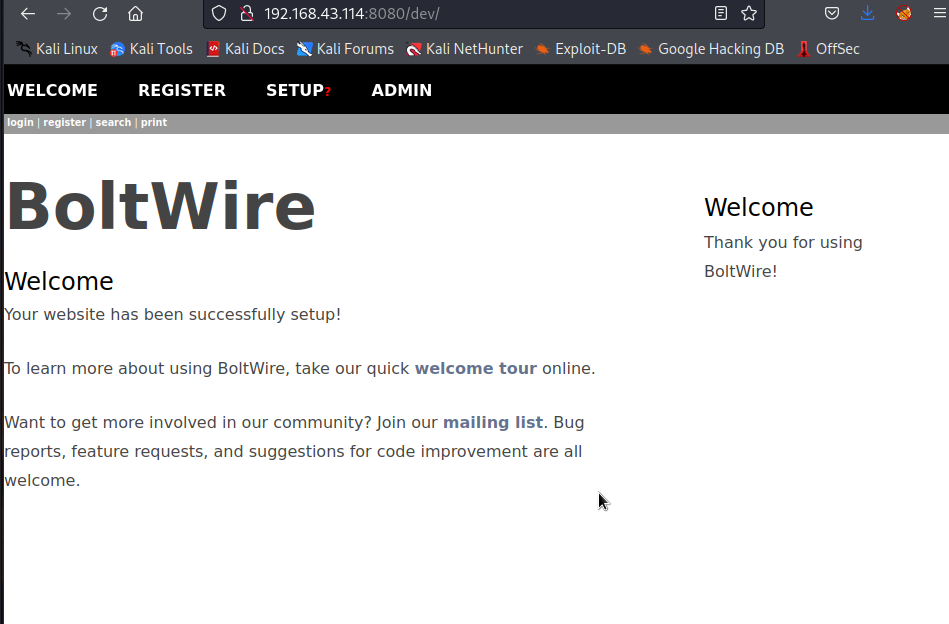 192.168.43.114:8080/dev/
Kali Linux Kali Tools Kali Docs Kali Forums Kali NetHunter Exploit-DB Google Hacking DB OffSec
WELCOME REGISTER SETUP? ADMIN
login | register | search | print
BoltWire
Welcome
Your website has been successfully setup!
To learn more about using BoltWire, take our quick welcome tour online.
Want to get more involved in our community? Join our mailing list. Bug
reports, feature requests, and suggestions for code improvement are all
welcome.
Welcome
Thank you for using
BoltWire!